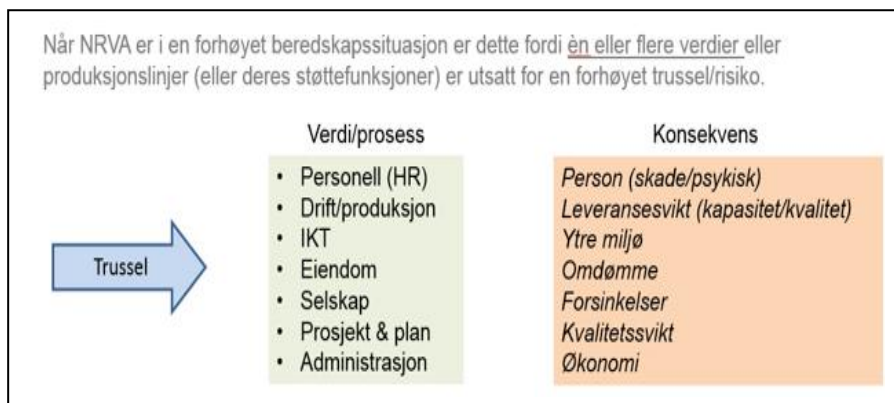 Når NRVA er i en forhøyet beredskapssituasjon er dette fordi èn eller flere verdier eller
produksjonslinjer (eller deres støttefunksjoner) er utsatt for en forhøyet trussel/risiko.
Trussel
Verdi/prosess
• Personell (HR)
• Drift/produksjon
• IKT
• Eiendom
• Selskap
• Prosjekt & plan
• Administrasjon
Konsekvens
Person (skade/psykisk)
Leveransesvikt (kapasitet/kvalitet)
Ytre miljø
Omdømme
Forsinkelser
Kvalitetssvikt
Økonomi